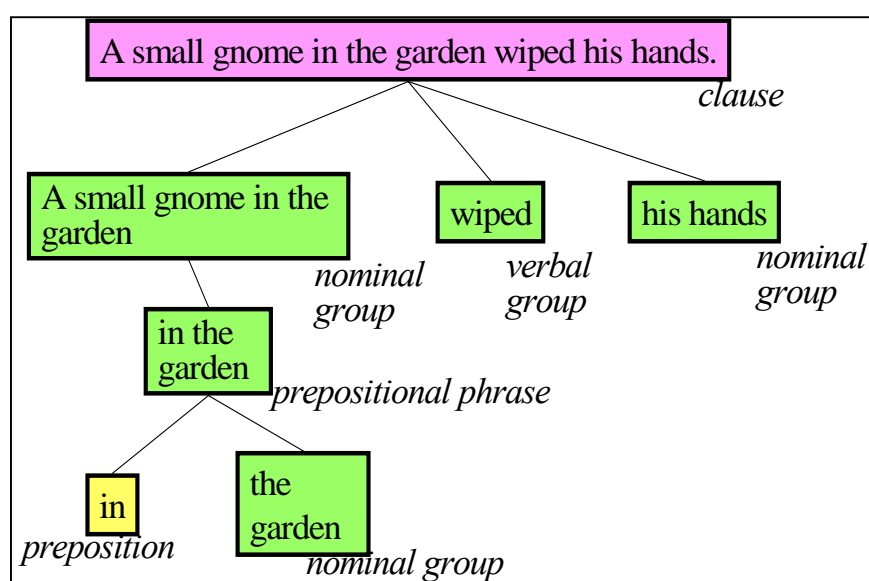 A small gnome in the garden wiped his hands.
clause
A small gnome in the
garden
nominal
group
wiped
verbal
group
his hands
nominal
group
in the
garden
prepositional phrase
in
preposition
the
garden
nominal group